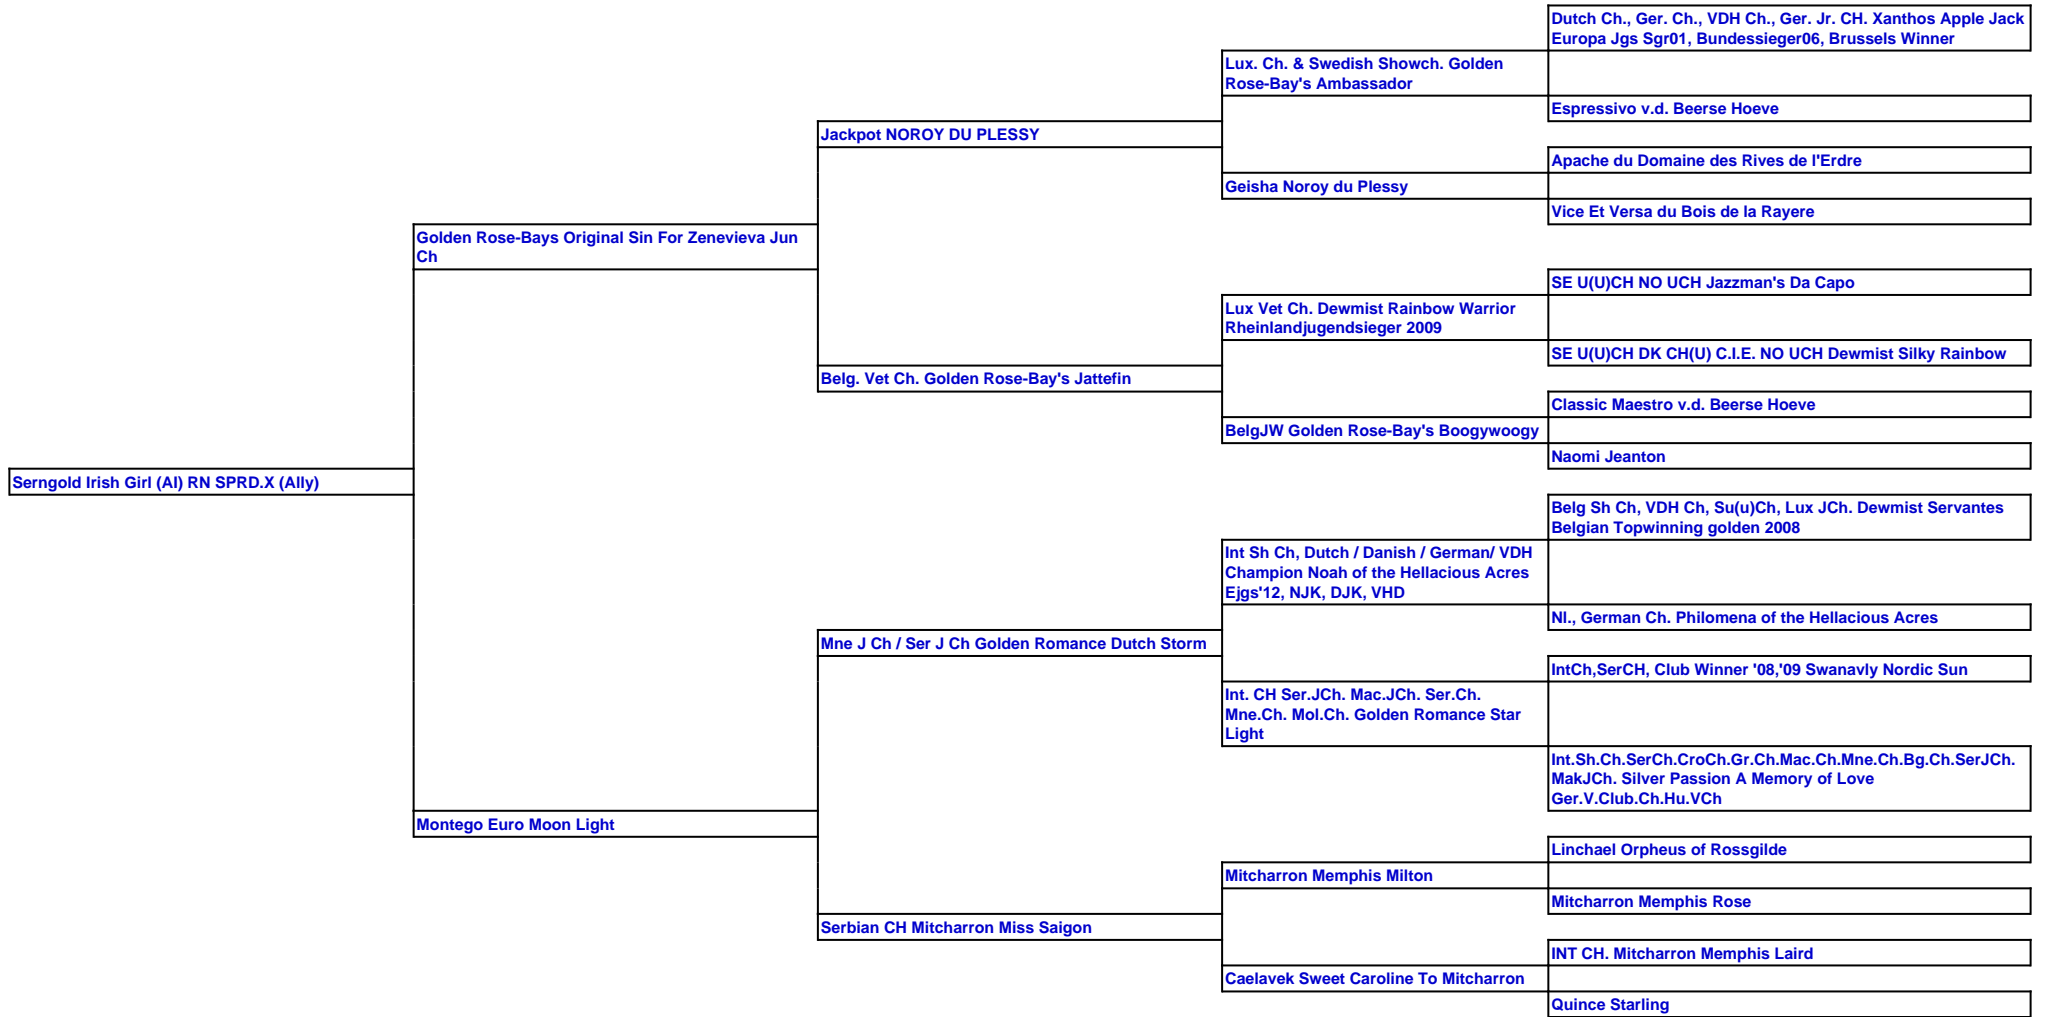 Dutch Ch., Ger. Ch., VDH Ch., Ger. Jr. CH. Xanthos Apple Jack
Europa Jgs Sgr01, Bundessieger06, Brussels Winner
Lux. Ch. & Swedish Showch. Golden
Rose-Bay's Ambassador
Espressivo v.d. Beerse Hoeve
Jackpot NOROY DU PLESSY
Apache du Domaine des Rives de l'Erdre
Geisha Noroy du Plessy
Vice Et Versa du Bois de la Rayere
Golden Rose-Bays Original Sin For Zenevieva Jun
Ch
SE U(U)CH NO UCH Jazzman's Da Capo
Lux Vet Ch. Dewmist Rainbow Warrior
Rheinlandjugendsieger 2009
SE U(U)CH DK CH(U) C.I.E. NO UCH Dewmist Silky Rainbow
Belg. Vet Ch. Golden Rose-Bay's Jattefin
Classic Maestro v.d. Beerse Hoeve
BelgJW Golden Rose-Bay's Boogywoogy
Naomi Jeanton
Serngold Irish Girl (AI) RN SPRD.X (Ally)
Belg Sh Ch, VDH Ch, Su(u)Ch, Lux JCh. Dewmist Servantes
Belgian Topwinning golden 2008
Int Sh Ch, Dutch / Danish / German/ VDH
Champion Noah of the Hellacious Acres
Ejgs'12, NJK, DJK, VHD
Nl., German Ch. Philomena of the Hellacious Acres
Mne J Ch / Ser J Ch Golden Romance Dutch Storm
IntCh,SerCH, Club Winner '08,'09 Swanavly Nordic Sun
Int. CH Ser.JCh. Mac.JCh. Ser.Ch.
Mne.Ch. Mol.Ch. Golden Romance Star
Light
Int.Sh.Ch.SerCh.CroCh.Gr.Ch.Mac.Ch.Mne.Ch.Bg.Ch.SerJCh.
MakJCh. Silver Passion A Memory of Love
Ger.V.Club.Ch.Hu.VCh
Montego Euro Moon Light
Linchael Orpheus of Rossgilde
Mitcharron Memphis Milton
Mitcharron Memphis Rose
Serbian CH Mitcharron Miss Saigon
INT CH. Mitcharron Memphis Laird
Caelavek Sweet Caroline To Mitcharron
Quince Starling